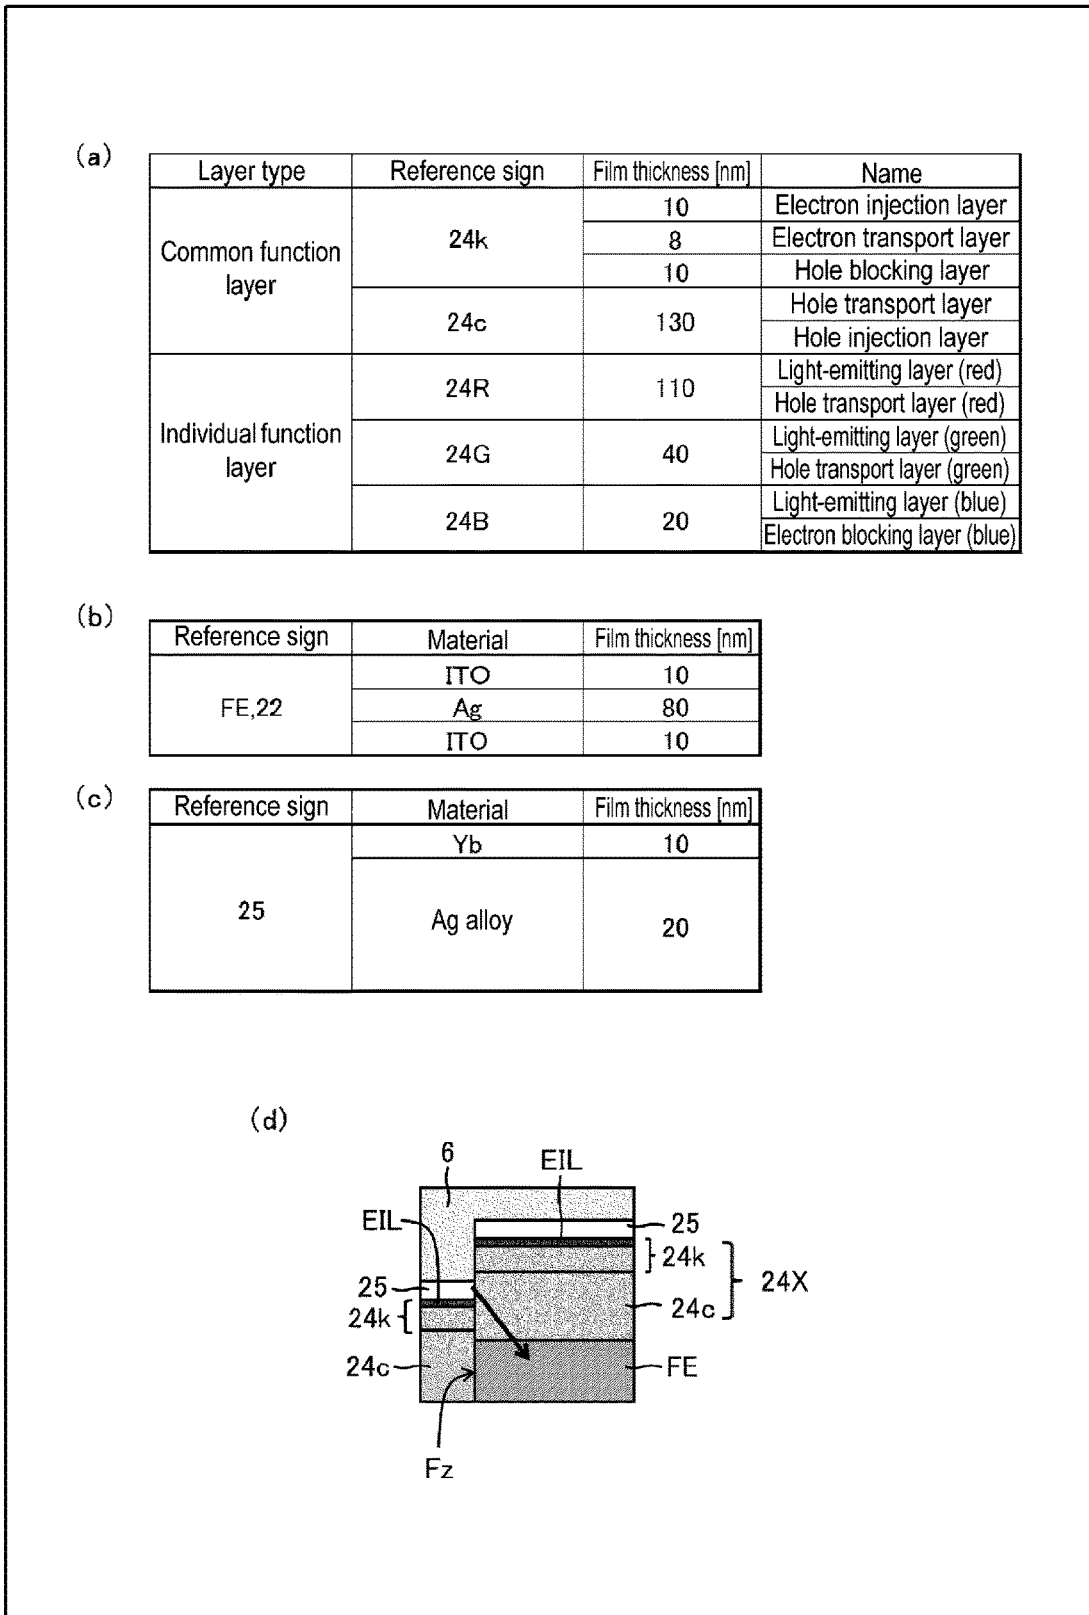 (a)
Layer type Reference sign Film thickness [nm] Name
Common function layer 24k 10 Electron injection layer
8 Electron transport layer
10 Hole blocking layer
24c 130 Hole transport layer
Hole injection layer
Individual function layer 24R 110 Light-emitting layer (red)
Hole transport layer (red)
24G 40 Light-emitting layer (green)
Hole transport layer (green)
24B 20 Light-emitting layer (blue)
Electron blocking layer (blue)
(b)
Reference sign Material Film thickness [nm]
FE,22 ITO 10
Ag 80
ITO 10
(c)
Reference sign Material Film thickness [nm]
25 Yb 10
Ag alloy 20
(d)
6 EIL
EIL 25
24k 24X
25
24k 24c
24c FE
Fz